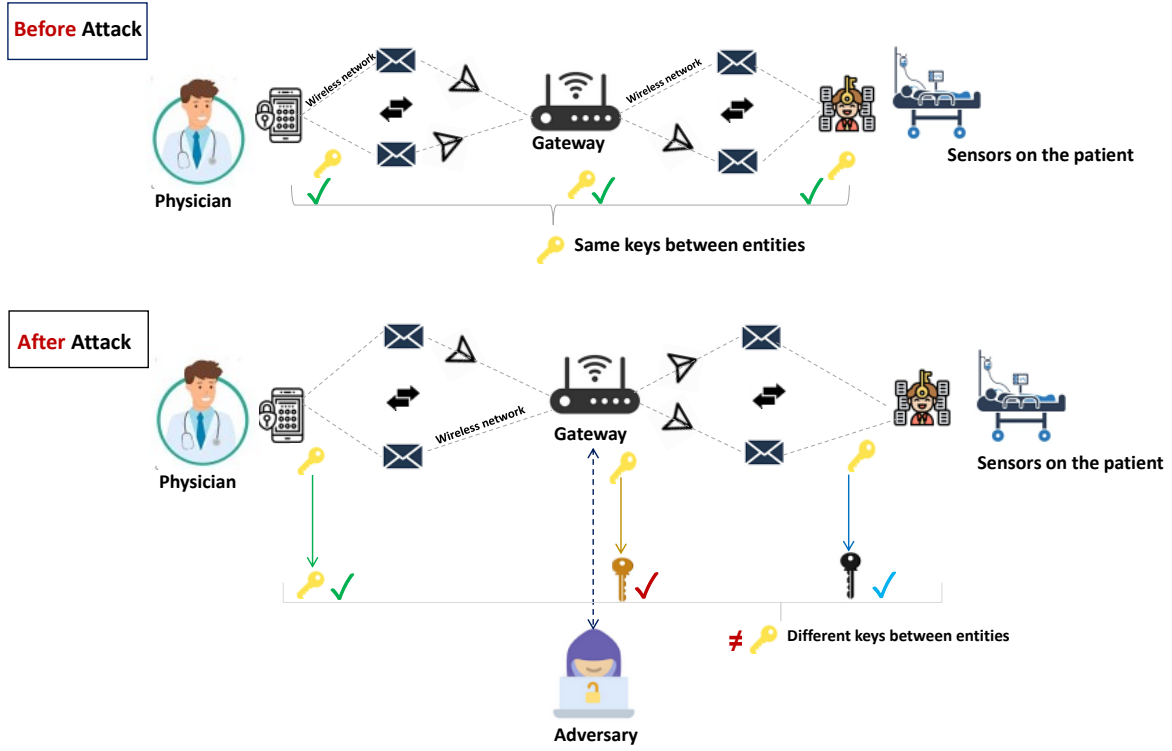 Before Attack
Wireless network
Wireless network
Gateway
Sensors on the patient
Physician
Same keys between entities
After Attack
Wireless network
Gateway
Physician
Sensors on the patient
≠ Different keys between entities
Adversary